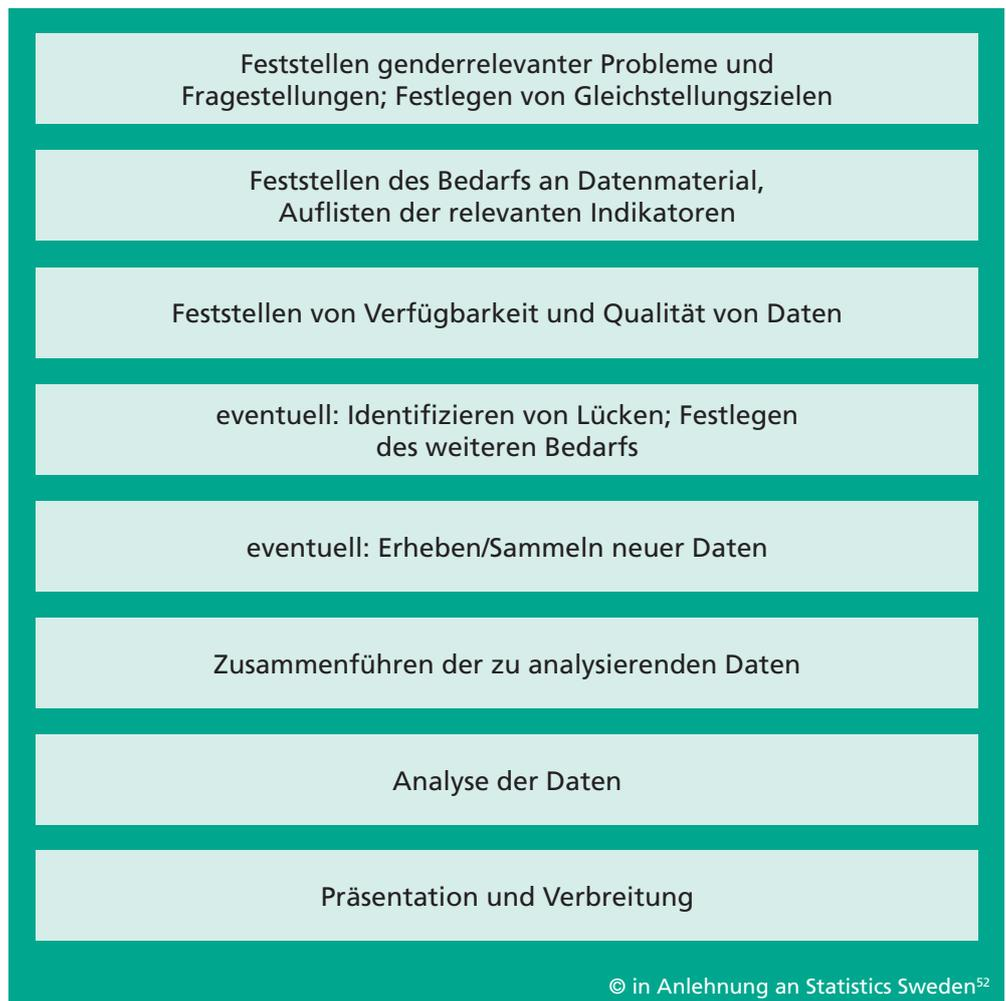 Feststellen genderrelevanter Probleme und
Fragestellungen; Festlegen von Gleichstellungszielen
Feststellen des Bedarfs an Datenmaterial,
Auflisten der relevanten Indikatoren
Feststellen von Verfügbarkeit und Qualität von Daten
eventuell: Identifizieren von Lücken; Festlegen
des weiteren Bedarfs
eventuell: Erheben/Sammeln neuer Daten
Zusammenführen der zu analysierenden Daten
Analyse der Daten
Präsentation und Verbreitung
© in Anlehnung an Statistics Sweden⁵²